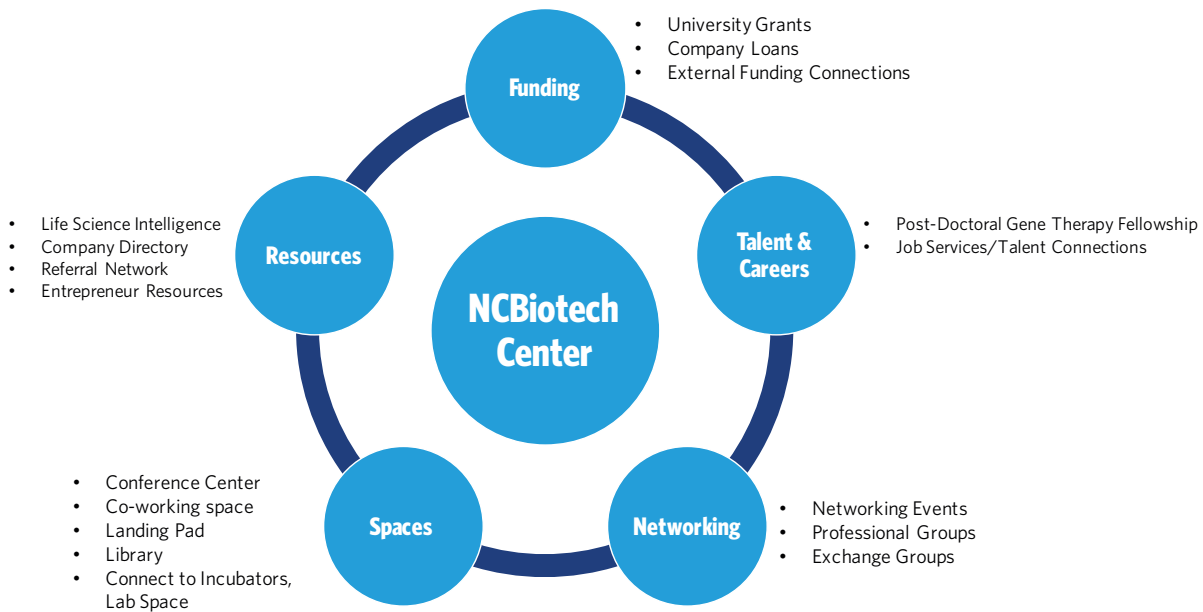 • University Grants
• Company Loans
• External Funding Connections
Funding
• Life Science Intelligence
• Company Directory
• Referral Network
• Entrepreneur Resources
Resources
Talent &
Careers
• Post-Doctoral Gene Therapy Fellowship
• Job Services/Talent Connections
NCBiotech
Center
• Conference Center
• Co-working space
• Landing Pad
• Library
• Connect to Incubators,
Lab Space
Spaces
Networking
• Networking Events
• Professional Groups
• Exchange Groups